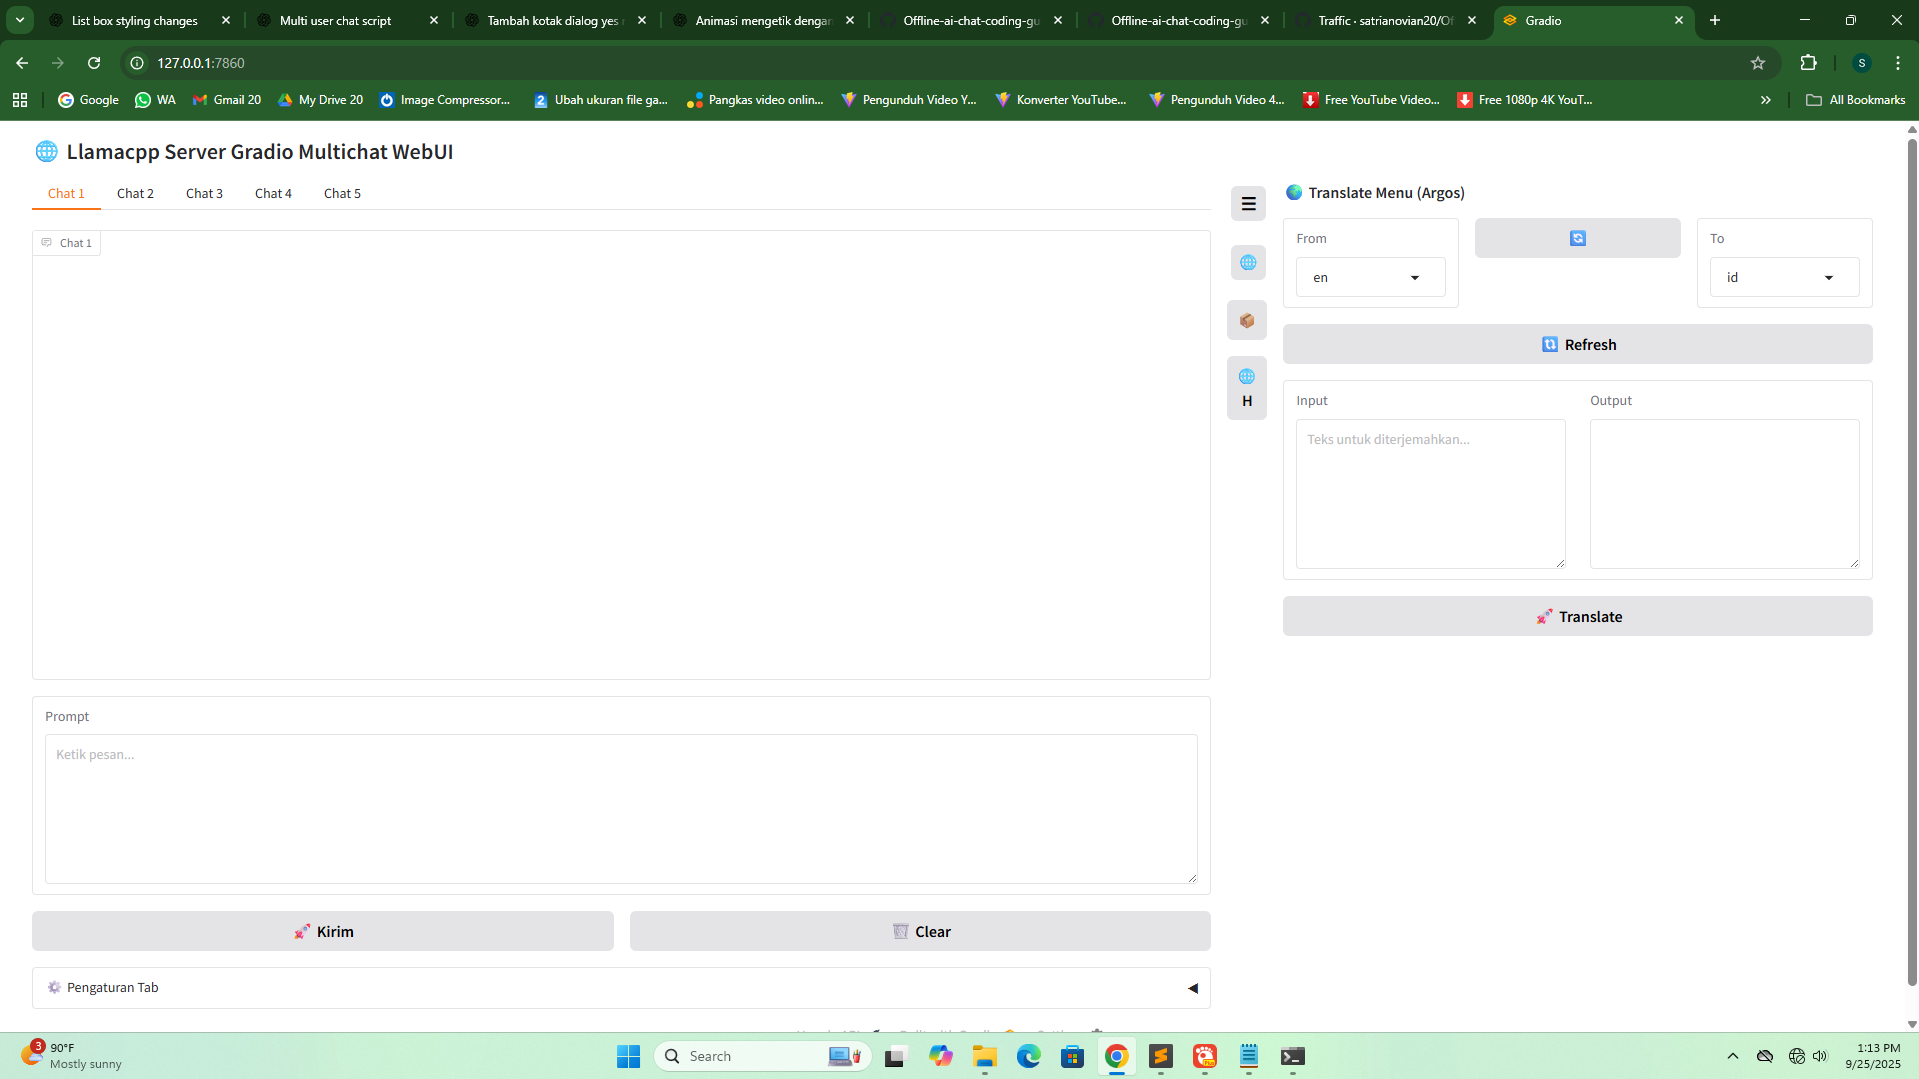 List box styling changes
Multi user chat script
Tambah kotak dialog yes
Animasi mengetik dengan
Offline-ai-chat-coding-gu
Offline-ai-chat-coding-gu
Traffic · satrianovian20/Of
Gradio
127.0.0.1:7860
S
Google
WA
Gmail 20
My Drive 20
Image Compressor...
Ubah ukuran file ga...
Pangkas video onlin...
Pengunduh Video Y...
Konverter YouTube...
Pengunduh Video 4...
Free YouTube Video...
Free 1080p 4K YouT...
All Bookmarks
Llamacpp Server Gradio Multichat WebUI
Chat 1
Chat 2
Chat 3
Chat 4
Chat 5
Chat 1
H
Translate Menu (Argos)
From
en
To
id
Refresh
Input
Teks untuk diterjemahkan...
Output
Translate
Prompt
Ketik pesan...
Kirim
Clear
Pengaturan Tab
3
90°F
Mostly sunny
Search
1:13 PM
9/25/2025